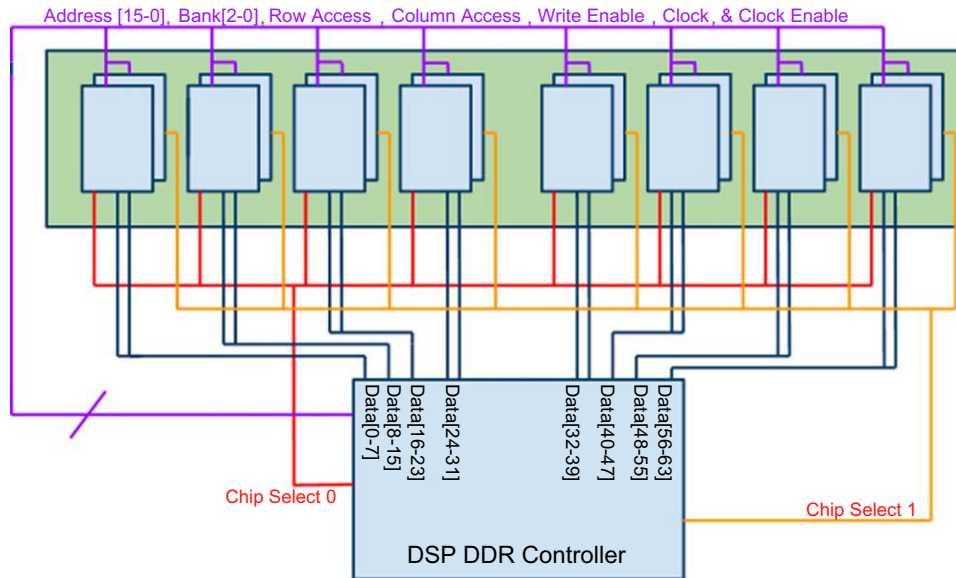 Address [15-0], Bank[2-0], Row Access , Column Access , Write Enable , Clock, & Clock Enable
Data[0-7]
Data[8-15]
Data[16-23]
Data[24-31]
Data[32-39]
Data[40-47]
Data[48-55]
Data[56-63]
Chip Select 0
Chip Select 1
DSP DDR Controller